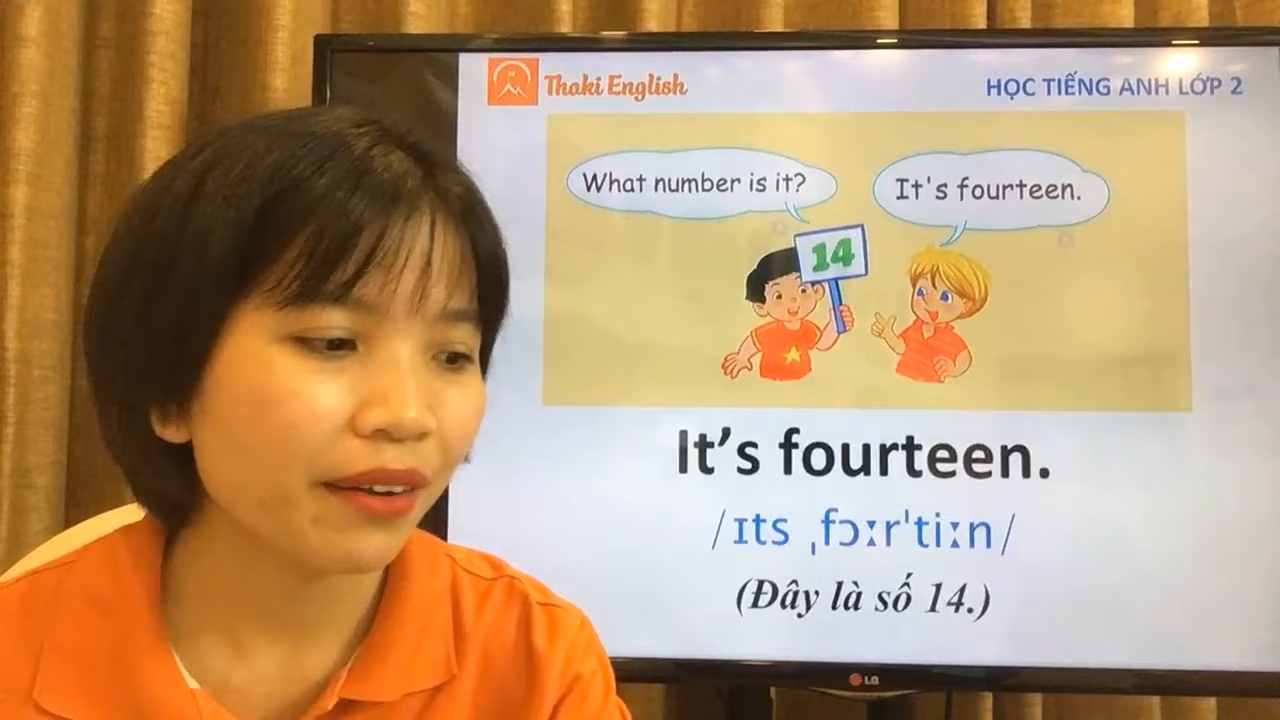 Thaki English
HỌC TIẾNG ANH LỚP 2
What number is it?
It's fourteen.
14
It’s fourteen.
/ɪts ˌfɔːrˈtiːn/
(Đây là số 14.)
LG